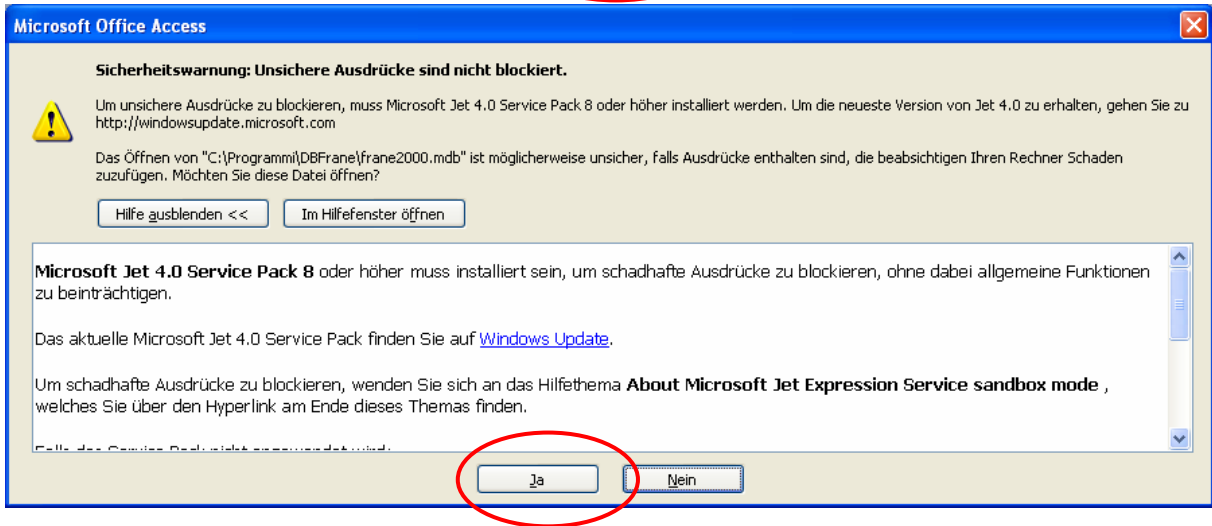 Microsoft Office Access
Sicherheitswarnung: Unsichere Ausdrücke sind nicht blockiert.
Um unsichere Ausdrücke zu blockieren, muss Microsoft Jet 4.0 Service Pack 8 oder höher installiert werden. Um die neueste Version von Jet 4.0 zu erhalten, gehen Sie zu
http://windowsupdate.microsoft.com
Das Öffnen von "C:\Programmi\DBFrane\frane2000.mdb" ist möglicherweise unsicher, falls Ausdrücke enthalten sind, die beabsichtigen Ihren Rechner Schaden
zuzufügen. Möchten Sie diese Datei öffnen?
Hilfe ausblenden << Im Hilfefenster öffnen
Microsoft Jet 4.0 Service Pack 8 oder höher muss installiert sein, um schadhafte Ausdrücke zu blockieren, ohne dabei allgemeine Funktionen
zu beinträchtigen.
Das aktuelle Microsoft Jet 4.0 Service Pack finden Sie auf Windows Update.
Um schadhafte Ausdrücke zu blockieren, wenden Sie sich an das Hilfethema About Microsoft Jet Expression Service sandbox mode ,
welches Sie über den Hyperlink am Ende dieses Themas finden.
Falls das Service Pack nicht angewendet wird:
Ja Nein